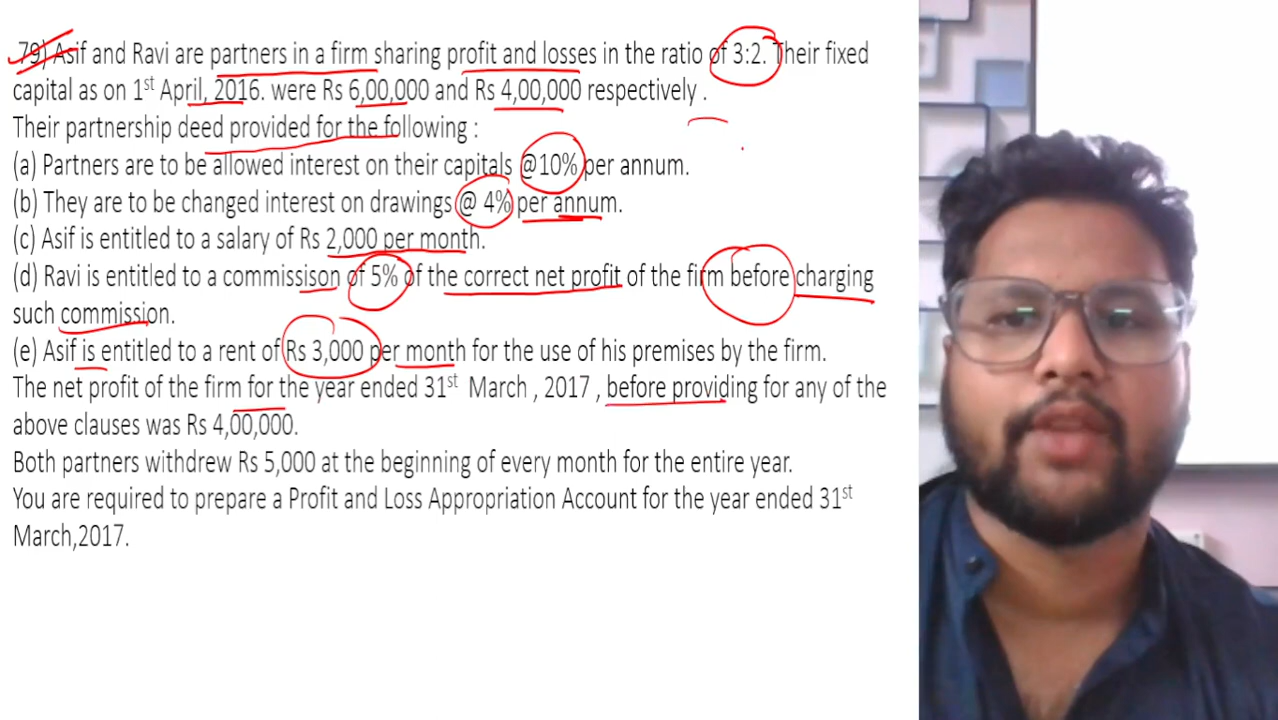 79) Asif and Ravi are partners in a firm sharing profit and losses in the ratio of 3:2. Their fixed
capital as on 1st April, 2016. were Rs 6,00,000 and Rs 4,00,000 respectively .
Their partnership deed provided for the following :
(a) Partners are to be allowed interest on their capitals @10% per annum.
(b) They are to be changed interest on drawings @ 4% per annum.
(c) Asif is entitled to a salary of Rs 2,000 per month.
(d) Ravi is entitled to a commissison of 5% of the correct net profit of the firm before charging
such commission.
(e) Asif is entitled to a rent of Rs 3,000 per month for the use of his premises by the firm.
The net profit of the firm for the year ended 31st March , 2017 , before providing for any of the
above clauses was Rs 4,00,000.
Both partners withdrew Rs 5,000 at the beginning of every month for the entire year.
You are required to prepare a Profit and Loss Appropriation Account for the year ended 31st
March,2017.